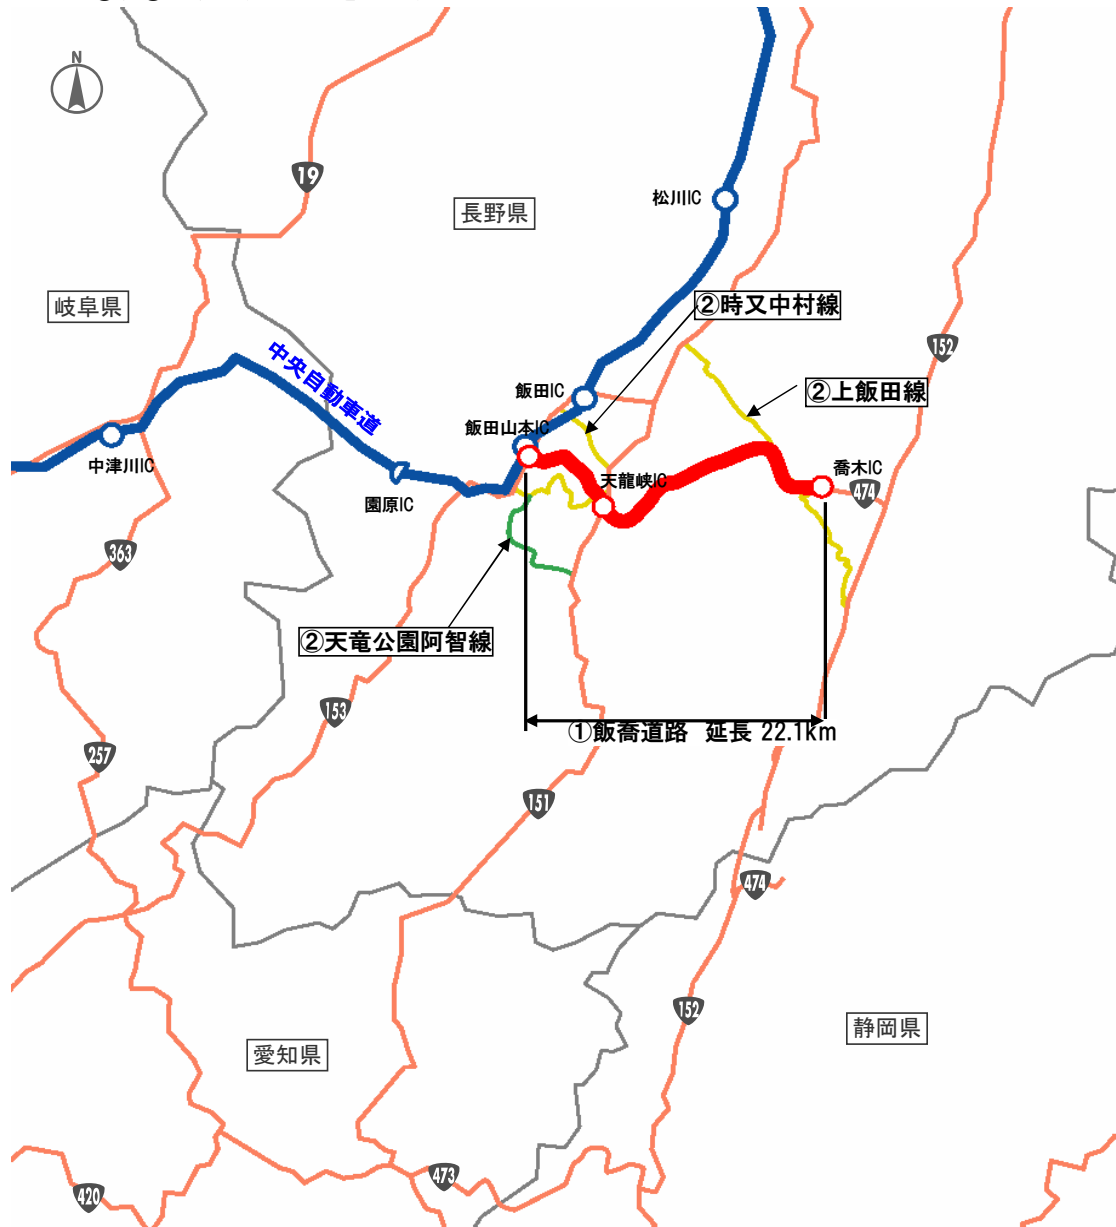 N
19
松川IC
長野県
岐阜県
②時又中村線
152
中央自動車道
飯田IC
②上飯田線
飯田山本IC
中津川IC
天龍峡IC
喬木IC
園原IC
474
363
②天竜公園阿智線
153
①飯喬道路 延長 22.1km
257
151
474
152
静岡県
愛知県
473
420